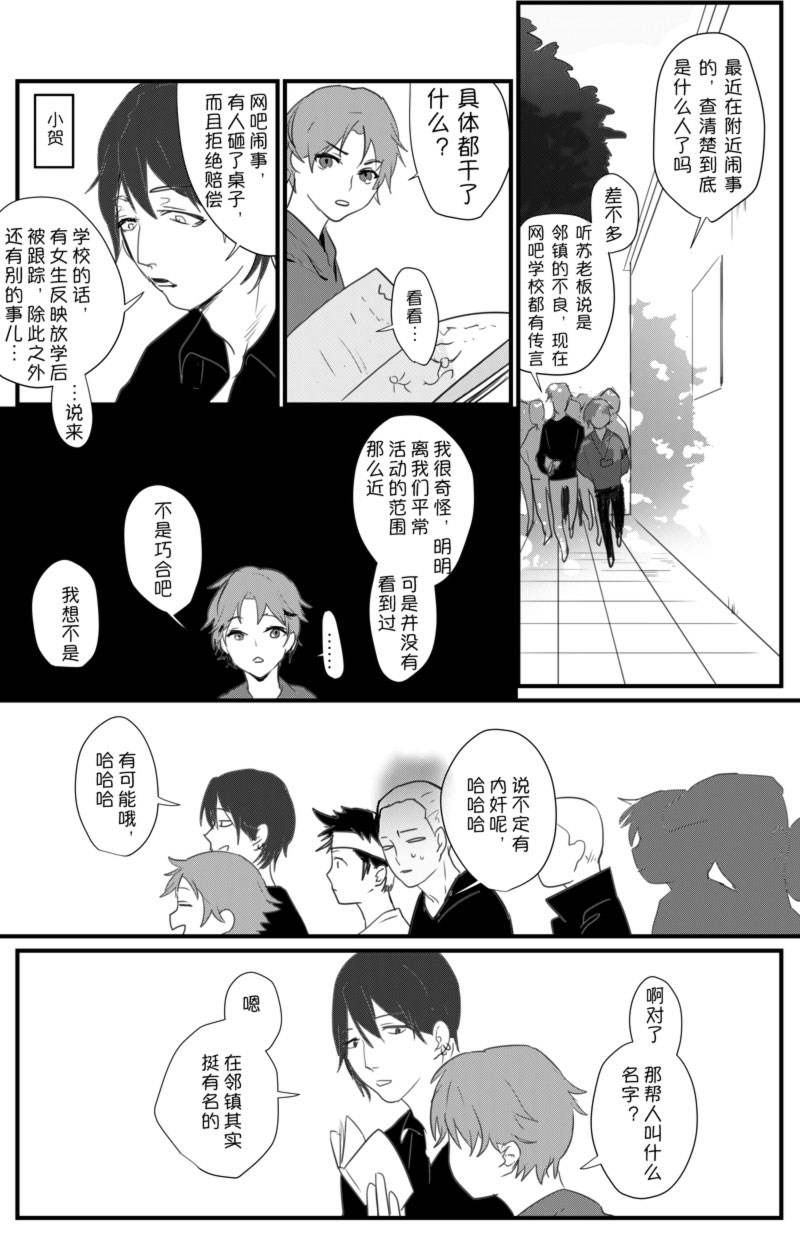 最近在附近闹事
的，查清楚到底
是什么人了吗
差不多
听苏老板说是
邻镇的不良，现在
网吧学校都有传言
具体都干了
什么？
看看…
网吧闹事，
有人砸了桌子，
而且拒绝赔偿
小贺
学校的话，
有女生反映放学后
被跟踪，除此之外
还有别的事儿…
…说来
我很奇怪，明明
离我们平常
活动的范围
那么近
可是并没有
看到过
……
不是巧合吧
我想不是
说不定有
内奸呢，
哈哈哈
有可能哦，
哈哈哈
啊对了
那帮人叫什么
名字？
嗯
在邻镇其实
挺有名的